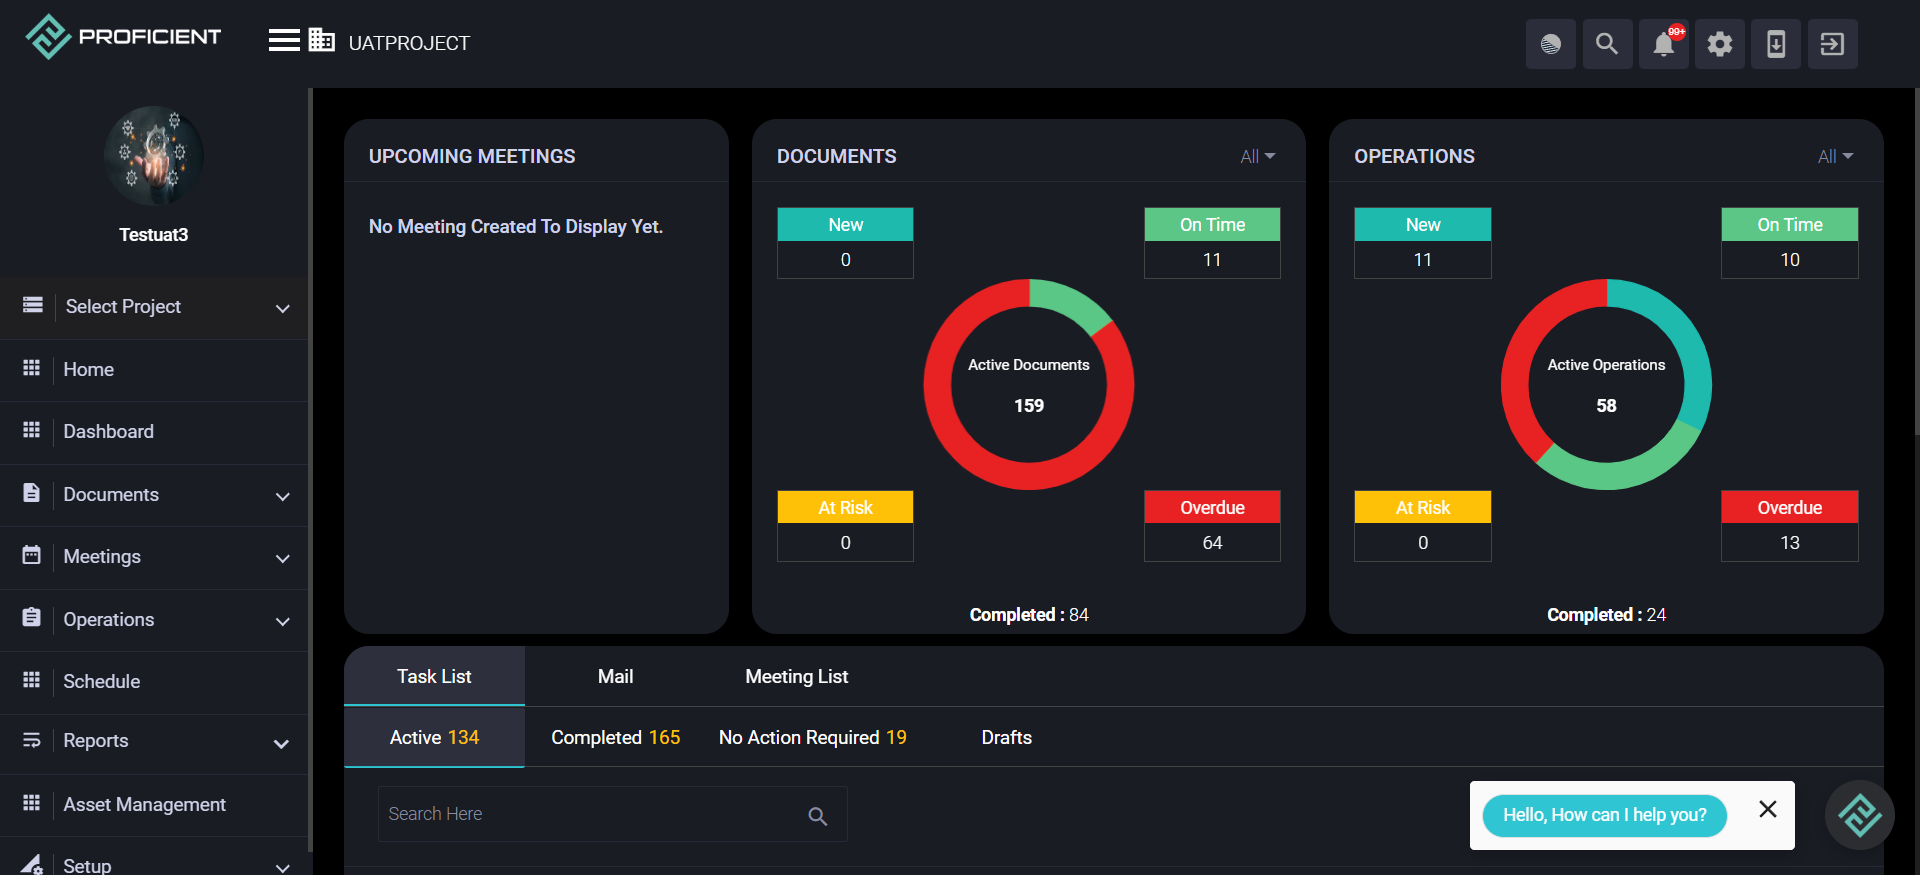 PROFICIENT
UATPROJECT
99+
Testuat3
Select Project
Home
Dashboard
Documents
Meetings
Operations
Schedule
Reports
Asset Management
Setup
UPCOMING MEETINGS
No Meeting Created To Display Yet.
DOCUMENTS
All
New
0
On Time
11
Active Documents
159
At Risk
0
Overdue
64
Completed : 84
OPERATIONS
All
New
11
On Time
10
Active Operations
58
At Risk
0
Overdue
13
Completed : 24
Task List
Mail
Meeting List
Active 134
Completed 165
No Action Required 19
Drafts
Search Here
Hello, How can I help you?